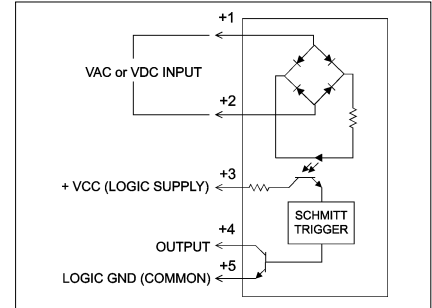 +1
VAC or VDC INPUT
+2
+3
+ VCC (LOGIC SUPPLY)
SCHMITT
TRIGGER
+4
OUTPUT
+5
LOGIC GND (COMMON)